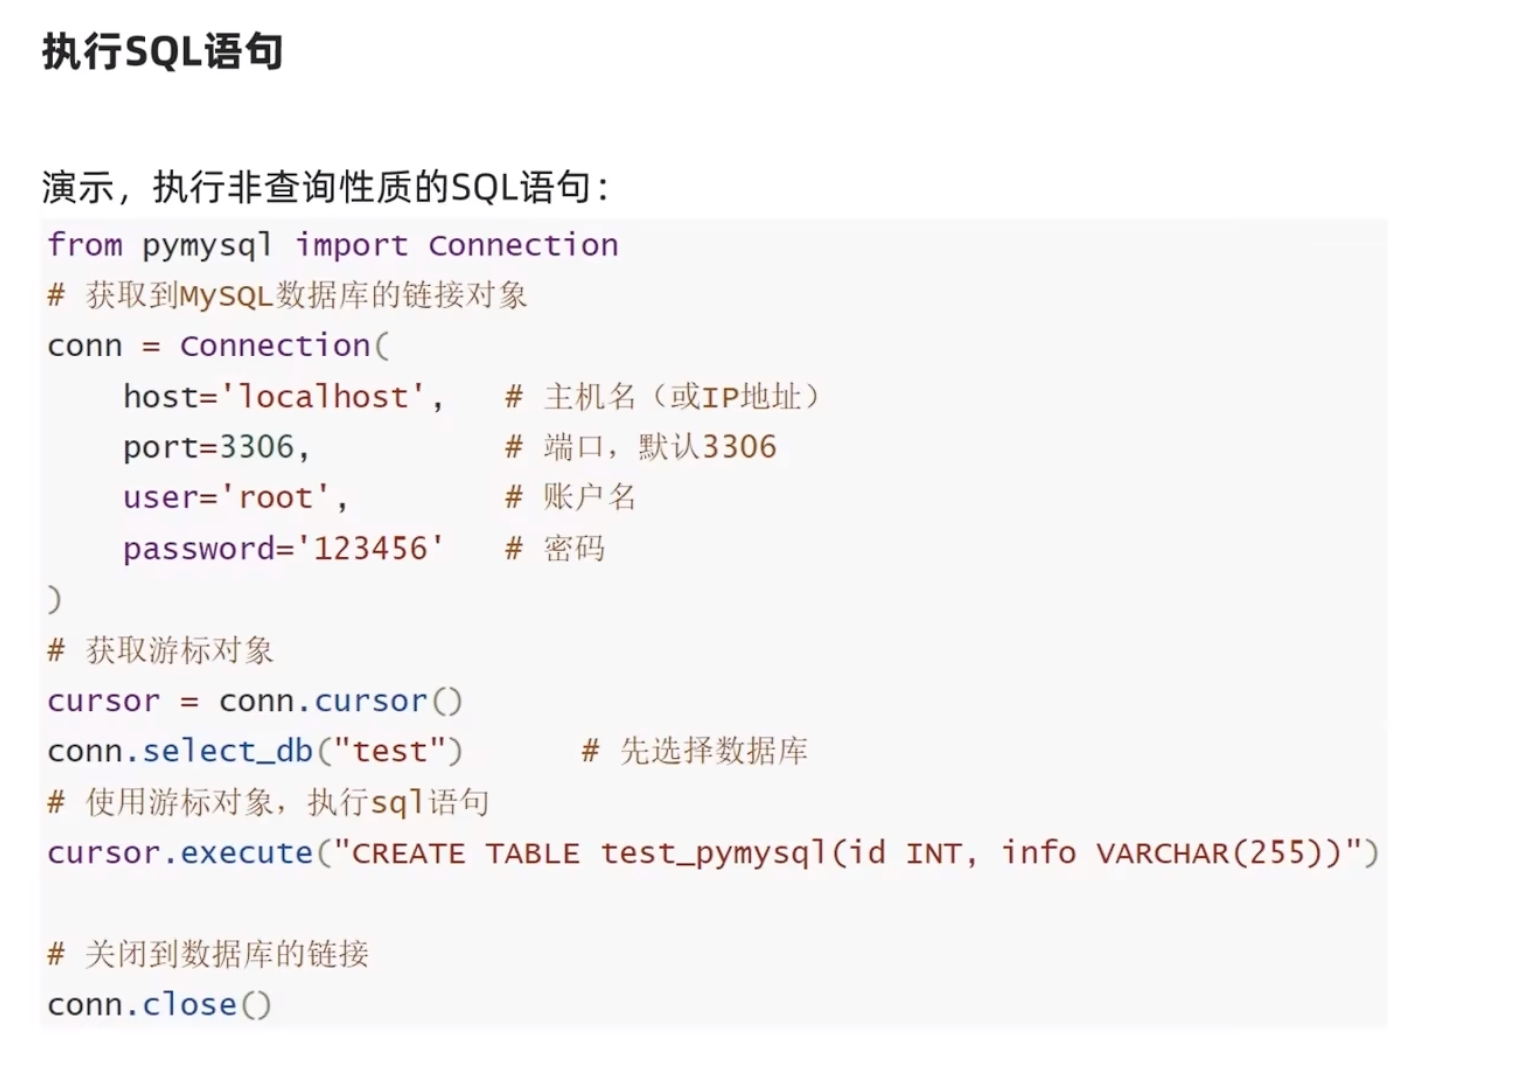 执行SQL语句
演示，执行非查询性质的SQL语句：
from pymysql import Connection
# 获取到MySQL数据库的链接对象
conn = Connection(
    host='localhost',   # 主机名（或IP地址）
    port=3306,          # 端口，默认3306
    user='root',        # 账户名
    password='123456'   # 密码
)
# 获取游标对象
cursor = conn.cursor()
conn.select_db("test")      # 先选择数据库
# 使用游标对象，执行sql语句
cursor.execute("CREATE TABLE test_pymysql(id INT, info VARCHAR(255))")
# 关闭到数据库的链接
conn.close()